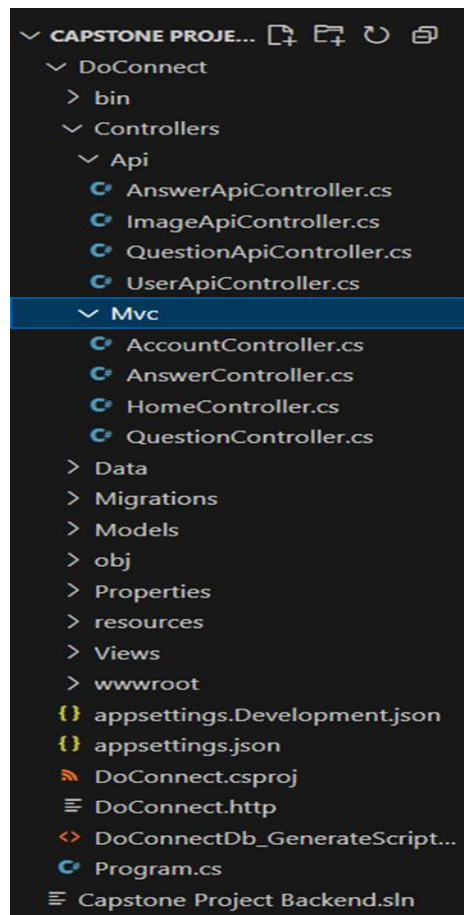 CAPSTONE PROJE...
DoConnect
bin
Controllers
Api
AnswerApiController.cs
ImageApiController.cs
QuestionApiController.cs
UserApiController.cs
Mvc
AccountController.cs
AnswerController.cs
HomeController.cs
QuestionController.cs
Data
Migrations
Models
obj
Properties
resources
Views
wwwroot
{} appsettings.Development.json
{} appsettings.json
DoConnect.csproj
DoConnect.http
<> DoConnectDb_GenerateScript...
Program.cs
Capstone Project Backend.sln